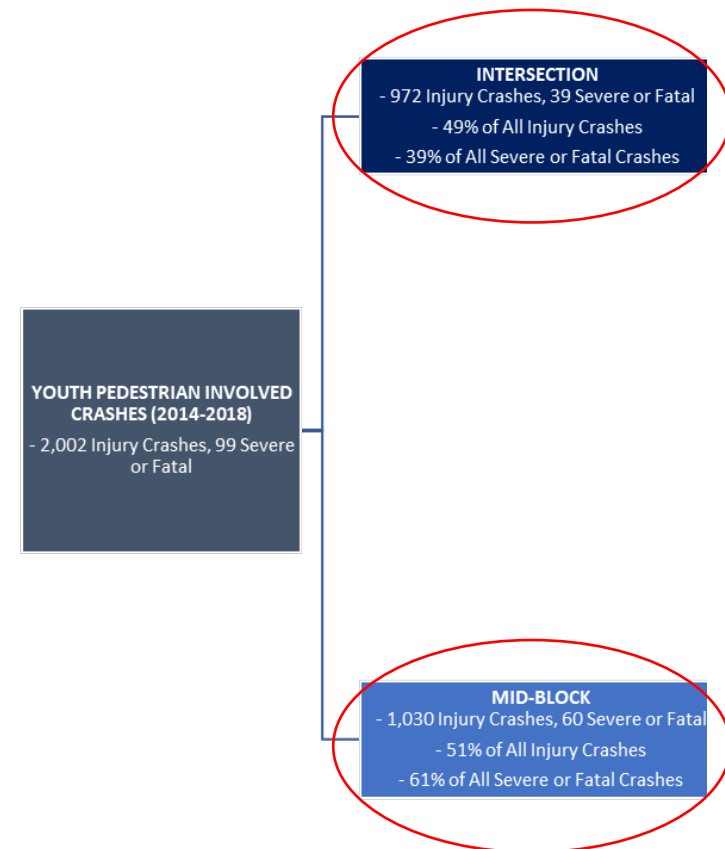 INTERSECTION
- 972 Injury Crashes, 39 Severe or Fatal
- 49% of All Injury Crashes
- 39% of All Severe or Fatal Crashes
YOUTH PEDESTRIAN INVOLVED
CRASHES (2014-2018)
- 2,002 Injury Crashes, 99 Severe
or Fatal
MID-BLOCK
- 1,030 Injury Crashes, 60 Severe or Fatal
- 51% of All Injury Crashes
- 61% of All Severe or Fatal Crashes